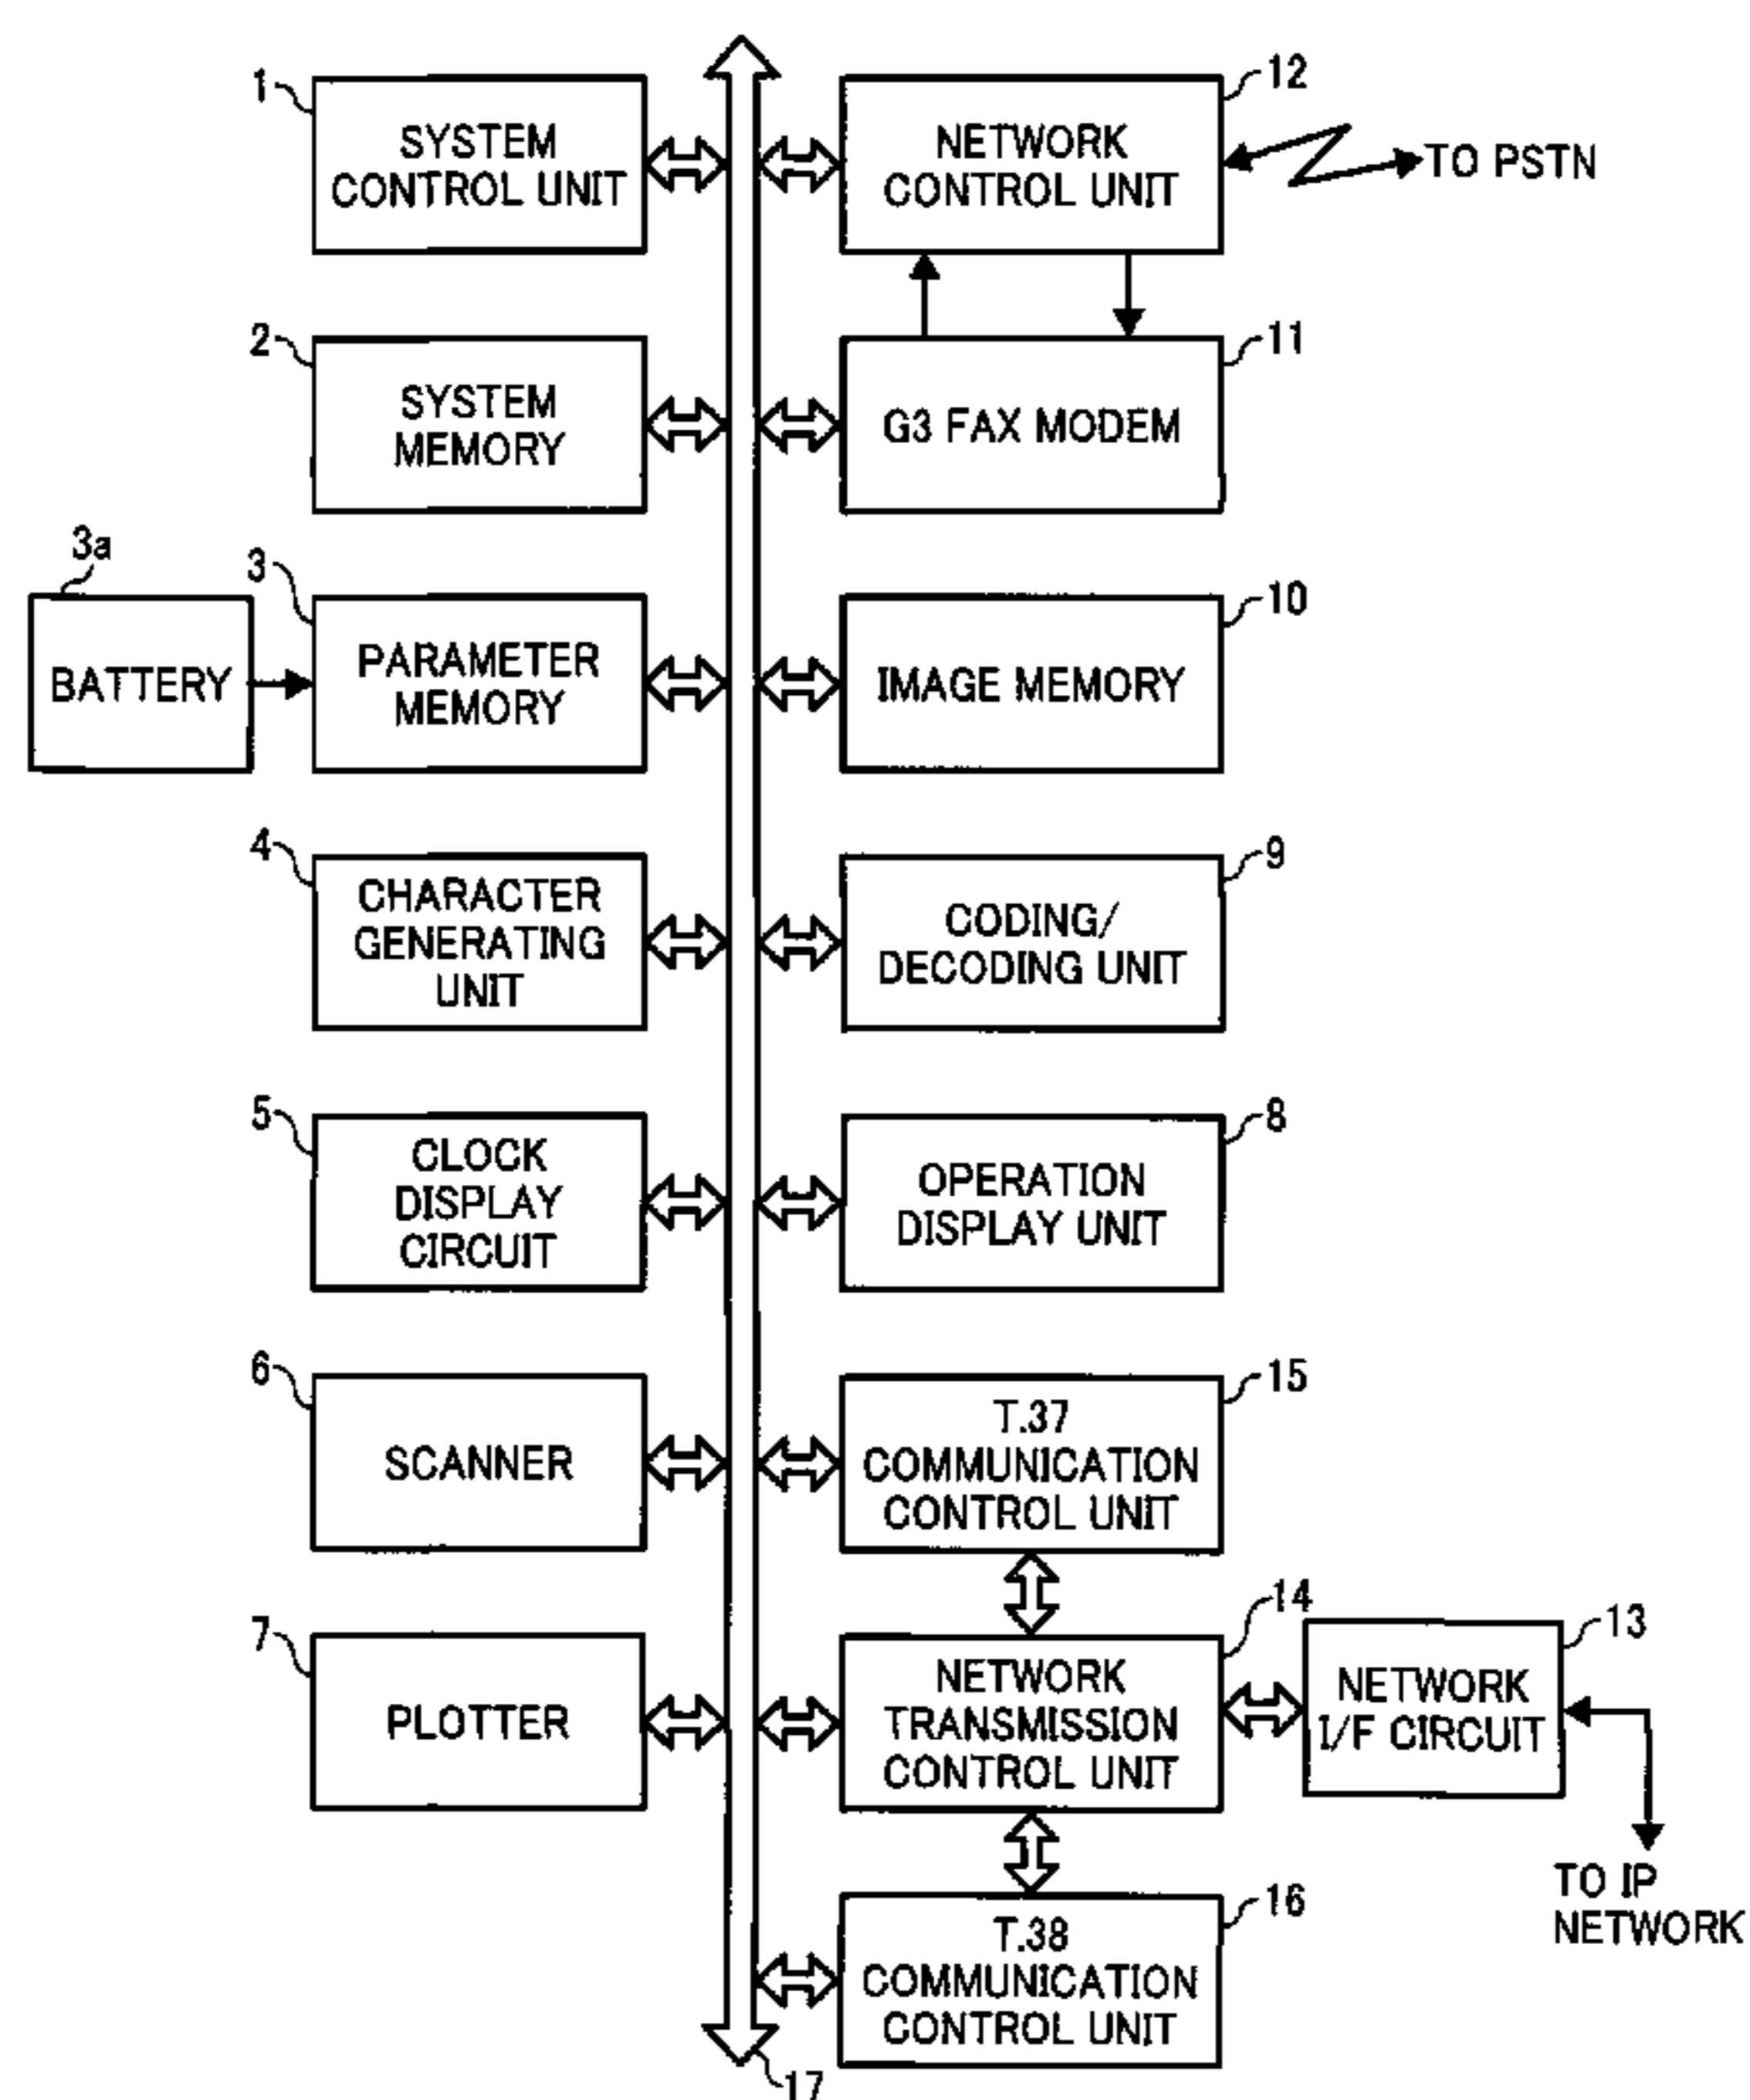 1
SYSTEM
CONTROL UNIT
12
NETWORK
CONTROL UNIT
TO PSTN
2
SYSTEM
MEMORY
11
G3 FAX MODEM
3a
BATTERY
3
PARAMETER
MEMORY
10
IMAGE MEMORY
4
CHARACTER
GENERATING
UNIT
9
CODING/
DECODING UNIT
5
CLOCK
DISPLAY
CIRCUIT
8
OPERATION
DISPLAY UNIT
6
SCANNER
15
T.37
COMMUNICATION
CONTROL UNIT
7
PLOTTER
14
NETWORK
TRANSMISSION
CONTROL UNIT
13
NETWORK
I/F CIRCUIT
TO IP
NETWORK
16
T.38
COMMUNICATION
CONTROL UNIT
17